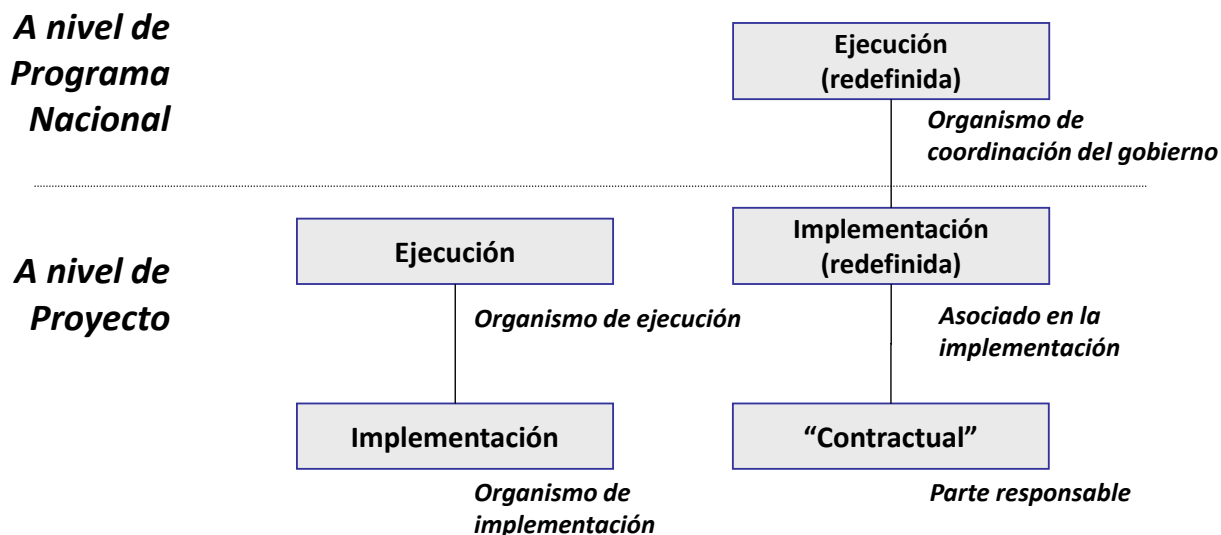 A nivel de
Programa
Nacional
Ejecución
(redefinida)
Organismo de
coordinación del gobierno
A nivel de
Proyecto
Ejecución
Organismo de ejecución
Implementación
(redefinida)
Asociado en la
implementación
Implementación
Organismo de
implementación
“Contractual”
Parte responsable